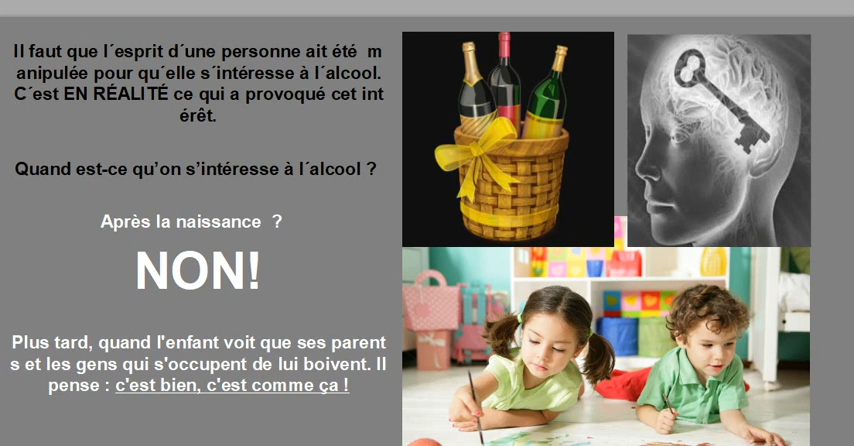 Il faut que l´esprit d´une personne ait été  m
anipulée pour qu´elle s´intéresse à l´alcool.
C´est EN RÉALITÉ ce qui a provoqué cet int
érêt.
Quand est-ce qu’on s’intéresse à l´alcool ?
Après la naissance  ?
NON!
Plus tard, quand l'enfant voit que ses parent
s et les gens qui s'occupent de lui boivent. Il
pense : c'est bien, c'est comme ça !